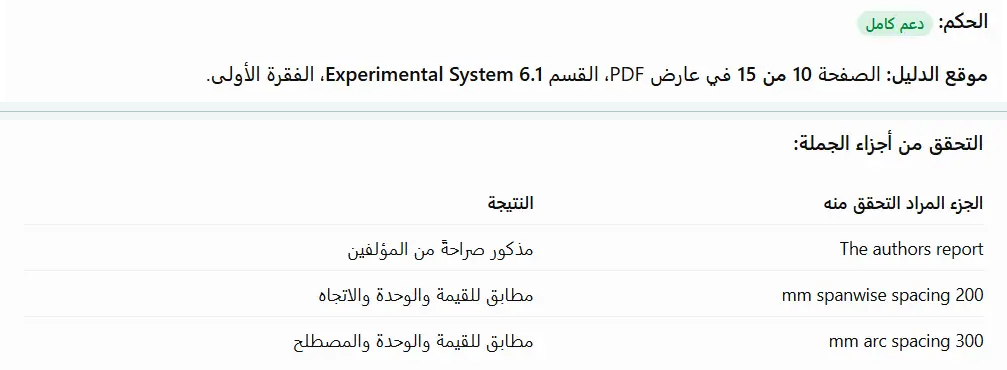 الحكم: دعم كامل
موقع الدليل: الصفحة 10 من 15 في عارض PDF، القسم 6.1 Experimental System، الفقرة الأولى.
التحقق من أجزاء الجملة:
الجزء المراد التحقق منه النتيجة
The authors report مذكور صراحةً من المؤلفين
200 mm spanwise spacing مطابق للقيمة والوحدة والاتجاه
300 mm arc spacing مطابق للقيمة والوحدة والمصطلح